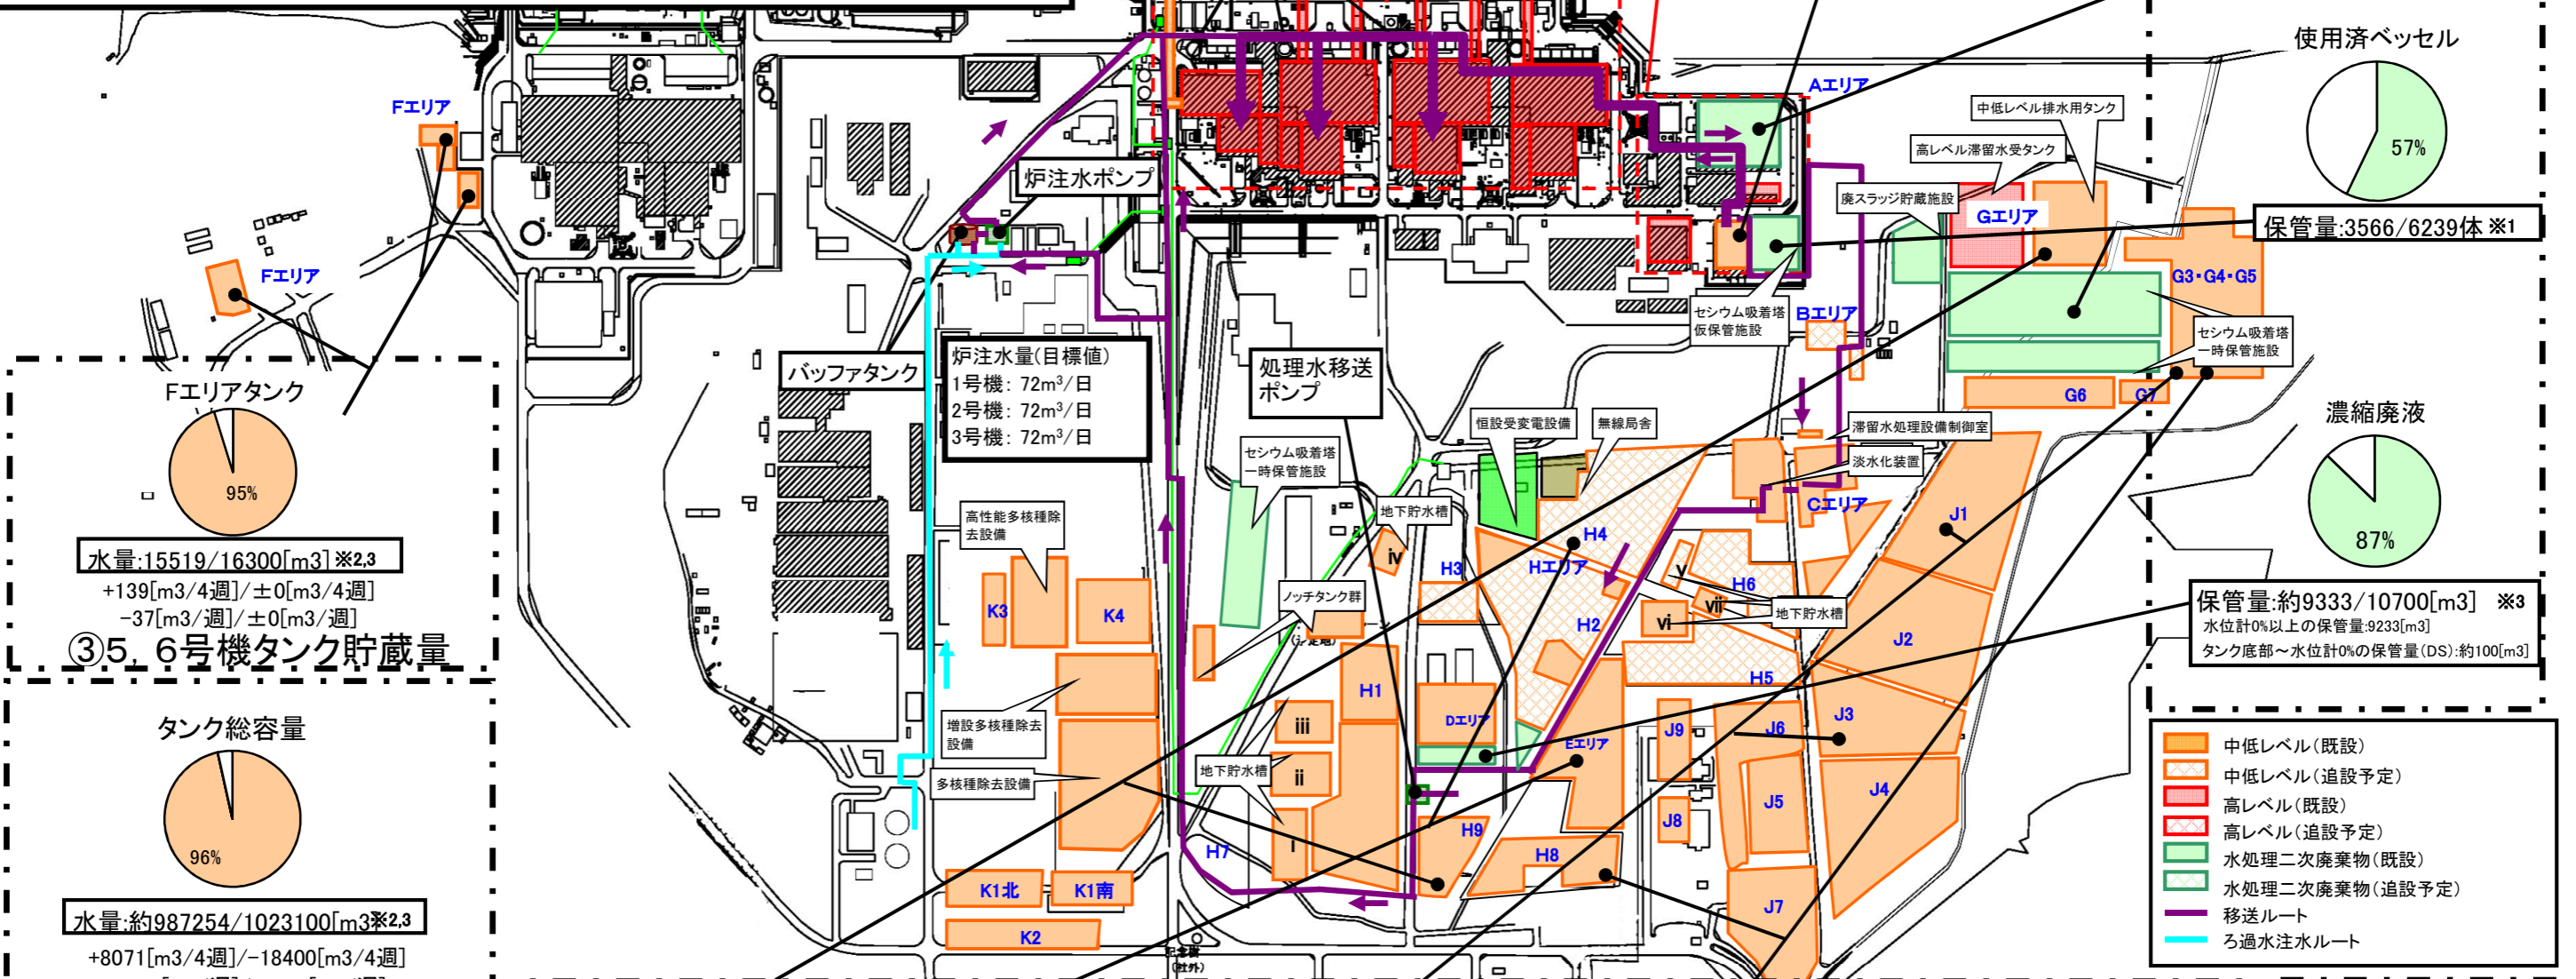 使用済ベッセル
57%
保管量:3566/6239体 ※1
濃縮廃液
87%
保管量:約9333/10700[m3] ※3
水位計0%以上の保管量:9233[m3]
タンク底部～水位計0%の保管量(DS):約100[m3]
Fエリア
Fエリア
Fエリアタンク
95%
水量:15519/16300[m3]※2,3
+139[m3/4週]/±0[m3/4週]
-37[m3/週]/±0[m3/週]
③5, 6号機タンク貯蔵量
タンク総容量
96%
水量:約987254/1023100[m3※2,3
+8071[m3/4週]/-18400[m3/4週]
炉注水ポンプ
バッファタンク
炉注水量(目標値)
1号機: 72m³/日
2号機: 72m³/日
3号機: 72m³/日
処理水移送
ポンプ
Aエリア
中低レベル排水用タンク
高レベル滞留水受タンク
廃スラッジ貯蔵施設
Gエリア
G3・G4・G5
セシウム吸着塔
仮保管施設
Bエリア
セシウム吸着塔
一時保管施設
G6
G7
恒設受変電設備
無線局舎
滞留水処理設備制御室
淡水化装置
Cエリア
セシウム吸着塔
一時保管施設
地下貯水槽
高性能多核種除
去設備
K3
K4
iv
H3
H4
Hエリア
v
H6
vii
vi
地下貯水槽
J1
ノッチタンク群
H2
J2
H5
増設多核種除去
設備
多核種除去設備
H1
iii
ii
i
地下貯水槽
Dエリア
Eエリア
J9
J6
J3
J5
J4
J8
H9
H8
H7
J7
K1北
K1南
K2
記念樹
(社外)
中低レベル(既設)
中低レベル(追設予定)
高レベル(既設)
高レベル(追設予定)
水処理二次廃棄物(既設)
水処理二次廃棄物(追設予定)
移送ルート
ろ過水注水ルート